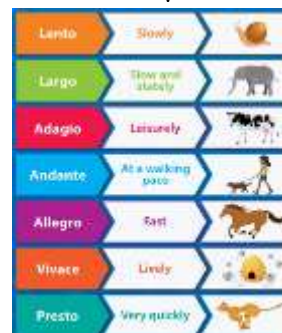 Lento
Slowly
Largo
Slow and
stately
Adagio
Leisurely
Andante
At a walking
pace
Allegro
Fast
Vivace
Lively
Presto
Very quickly